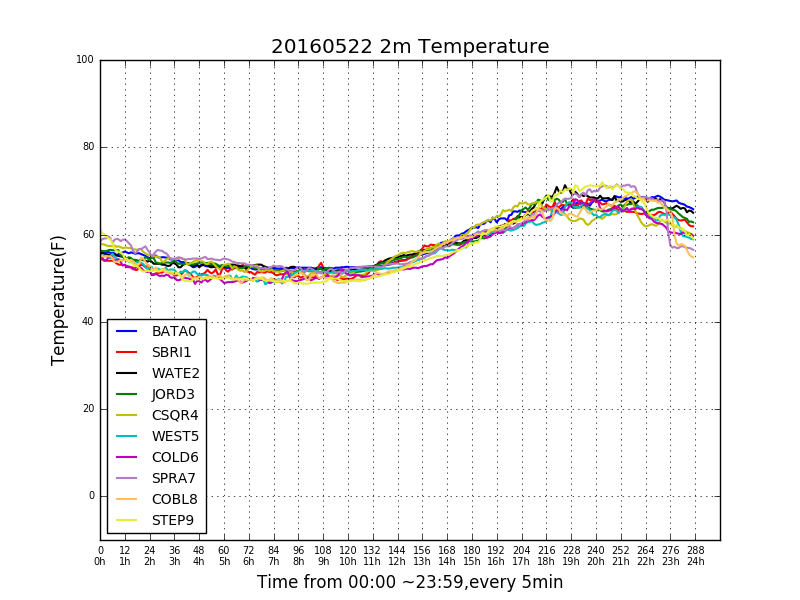 20160522 2m Temperature
Temperature(F)
100
80
60
40
20
0
BATA0
SBRI1
WATE2
JORD3
CSQR4
WEST5
COLD6
SPRA7
COBL8
STEP9
0 12 24 36 48 60 72 84 96 108 120 132 144 156 168 180 192 204 216 228 240 252 264 276 288
0h 1h 2h 3h 4h 5h 6h 7h 8h 9h 10h 11h 12h 13h 14h 15h 16h 17h 18h 19h 20h 21h 22h 23h 24h
Time from 00:00 ~23:59,every 5min